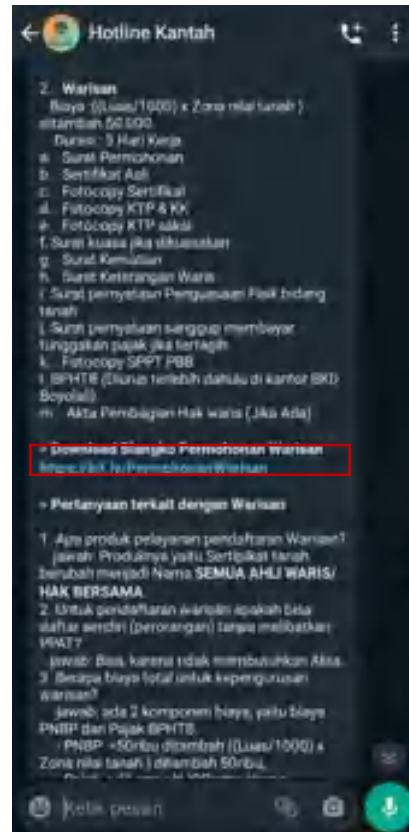 Hotline Kantah
2. Warisan
Biaya :((Luas/1000) x Zona nilai tanah )
ditambah 50.000.
Durasi : 5 Hari Kerja
a. Surat Permohonan
b. Sertifikat Asli
c. Fotocopy Sertifikat
d. Fotocopy KTP & KK
e. Fotocopy KTP saksi
f. Surat kuasa jika dikuasakan
g. Surat Kematian
h. Surat Keterangan Waris
i. Surat pernyataan Penguasaan Fisik bidang
tanah
j. Surat pernyataan sanggup membayar
tunggakan pajak jika tertagih
k. Fotocopy SPPT PBB
l. BPHTB (Diurus terlebih dahulu di kantor BKD
Boyolali)
m. Akta Pembagian Hak waris (Jika Ada)
> Download Blangko Permohonan Warisan
https://bit.ly/PermohonanWarisan
> Pertanyaan terkait dengan Warisan
1. Apa produk pelayanan pendaftaran Warisan?
jawab: Produknya yaitu Sertipikat tanah
berubah menjadi Nama SEMUA AHLI WARIS/
HAK BERSAMA.
2. Untuk pendaftaran warisan apakah bisa
daftar sendiri (perorangan) tanpa melibatkan
PPAT?
jawab: Bisa, karena tidak membutuhkan Akta.
3. Berapa biaya total untuk kepengurusan
warisan?
jawab: ada 2 komponen biaya, yaitu biaya
PNBP dan Pajak BPHTB.
- PNBP =50ribu ditambah ((Luas/1000) x
Zona nilai tanah ) ditambah 50ribu,
Ketik pesan